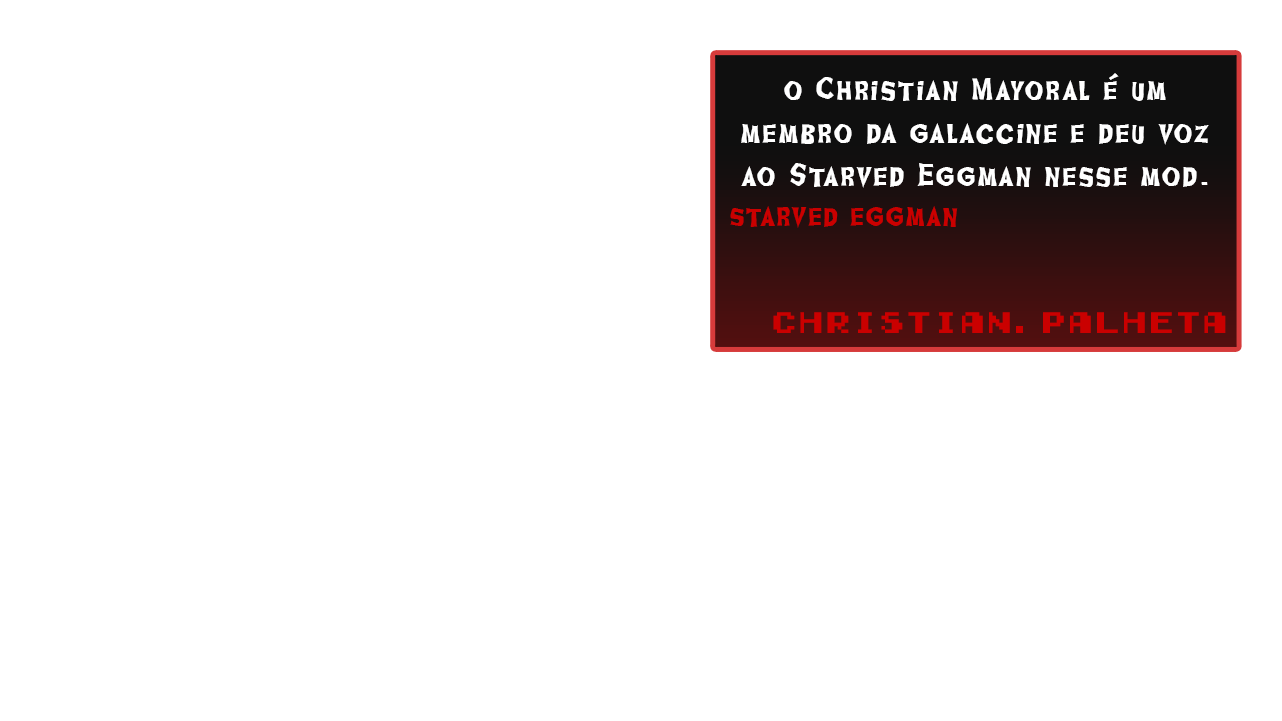 o Christian Mayoral é um
membro da galaccine e deu voz
ao Starved Eggman nesse mod.
starved eggman
CHRISTIAN.PALHETA